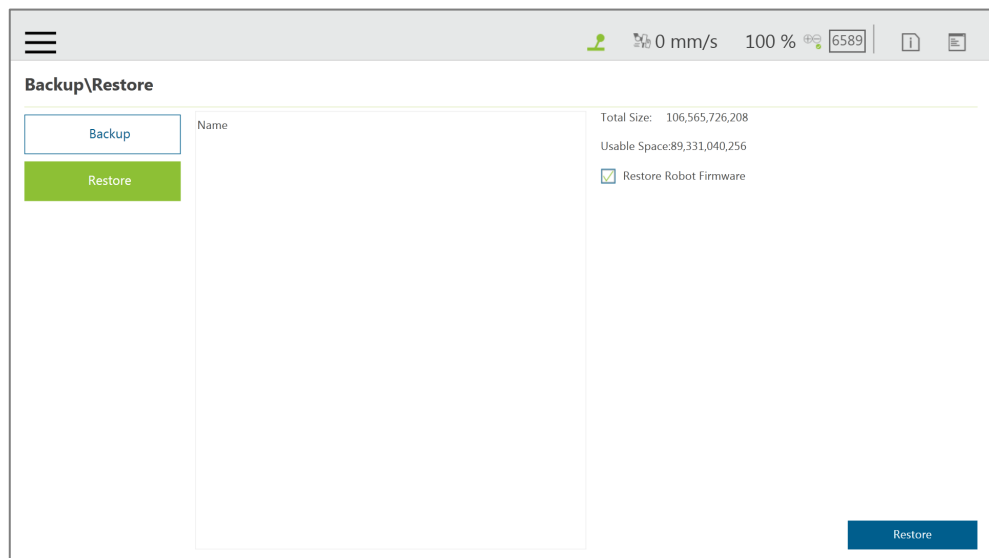 0 mm/s 100 % 6589
Backup\Restore
Backup
Restore
Name
Total Size: 106,565,726,208
Usable Space:89,331,040,256
Restore Robot Firmware
Restore